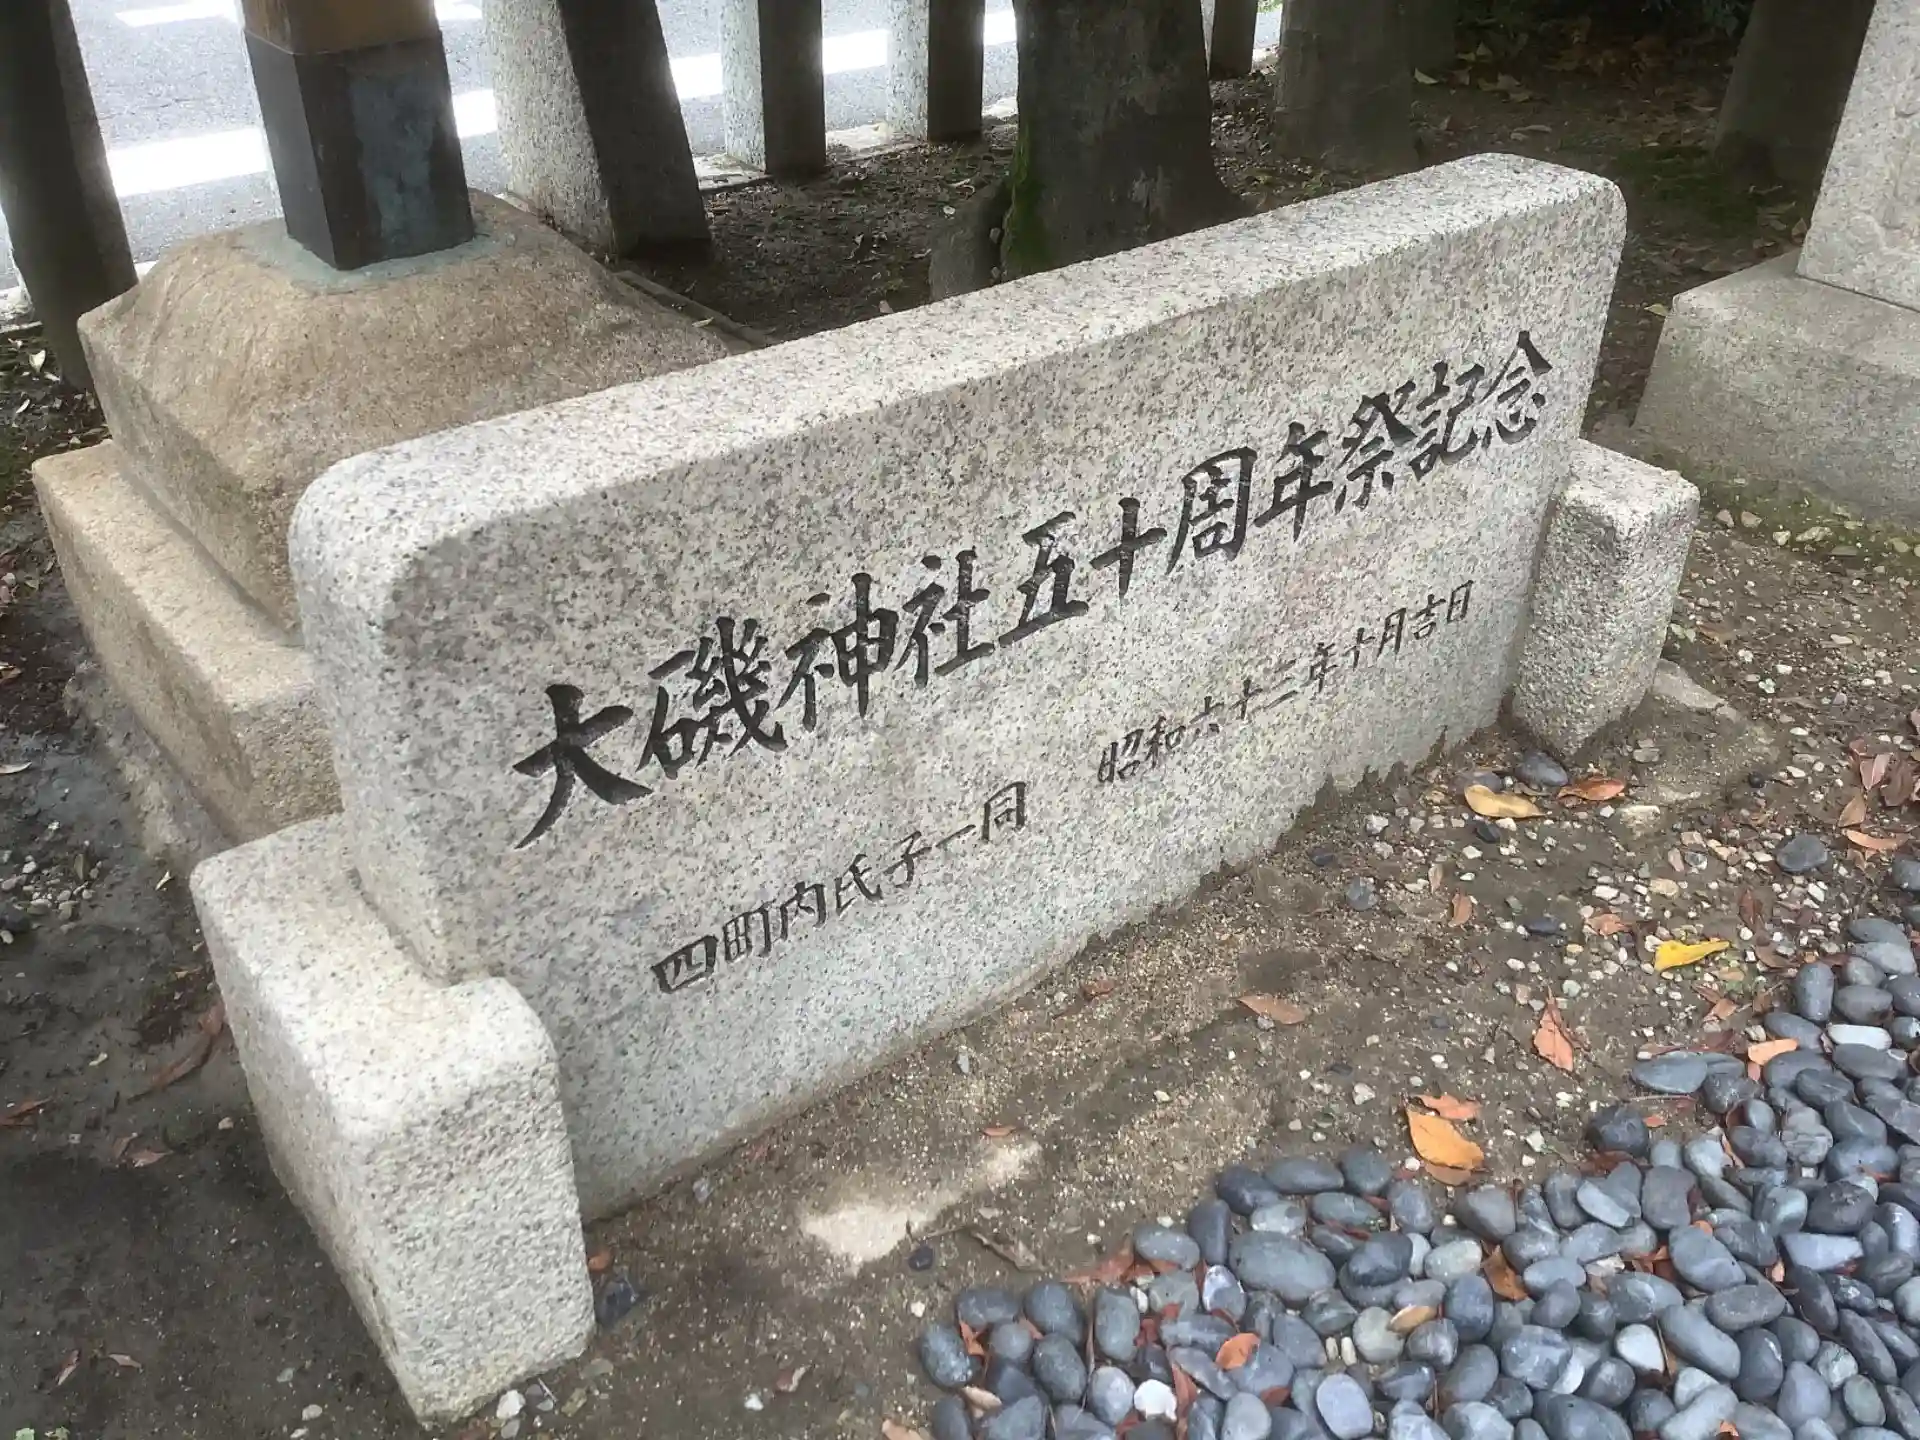 大磯神社五十周年祭記念
四町内氏子一同　昭和六十三年十月吉日